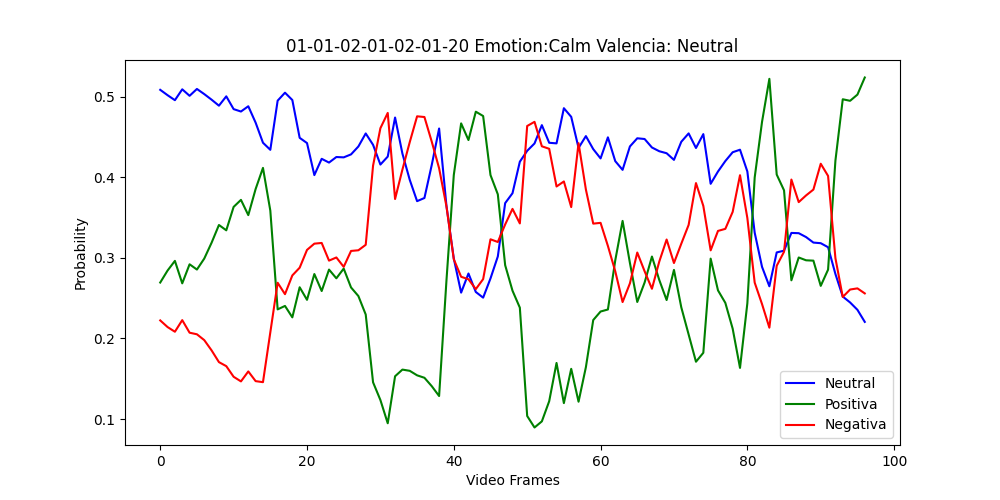 01-01-02-01-02-01-20 Emotion:Calm Valencia: Neutral
0.5
0.4
0.3
0.2
0.1
Probability
0 20 40 60 80 100
Video Frames
Neutral
Positiva
Negativa